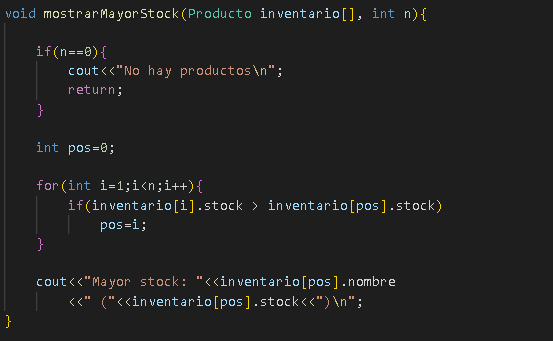 void mostrarMayorStock(Producto inventario[], int n){
if(n==0){
cout<<"No hay productos\n";
return;
}
int pos=0;
for(int i=1;i<n;i++){
if(inventario[i].stock > inventario[pos].stock)
pos=i;
}
cout<<"Mayor stock: "<<inventario[pos].nombre
<<" ("<<inventario[pos].stock<<")\n";
}